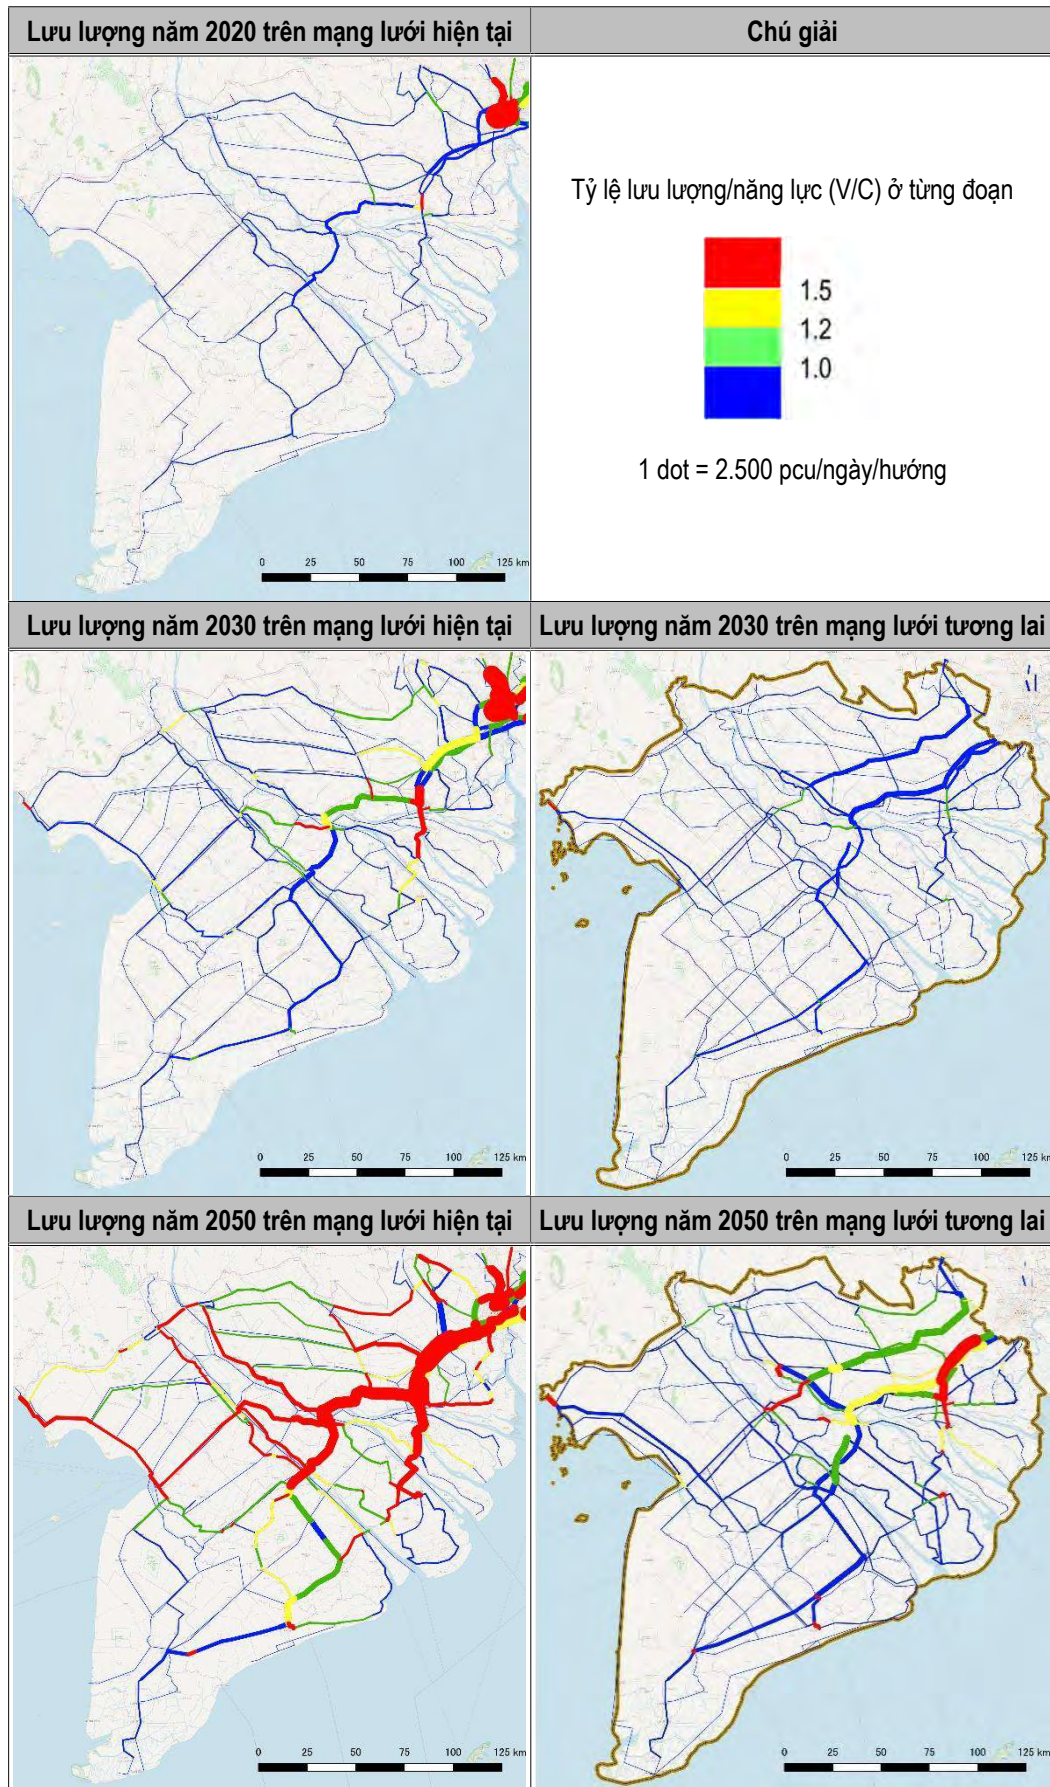 Lưu lượng năm 2020 trên mạng lưới hiện tại
Chú giải
Tỷ lệ lưu lượng/năng lực (V/C) ở từng đoạn
1.5
1.2
1.0
1 dot = 2.500 pcu/ngày/hướng
0 25 50 75 100 125 km
Lưu lượng năm 2030 trên mạng lưới hiện tại
Lưu lượng năm 2030 trên mạng lưới tương lai
0 25 50 75 100 125 km
0 25 50 75 100 125 km
Lưu lượng năm 2050 trên mạng lưới hiện tại
Lưu lượng năm 2050 trên mạng lưới tương lai
0 25 50 75 100 125 km
0 25 50 75 100 125 km